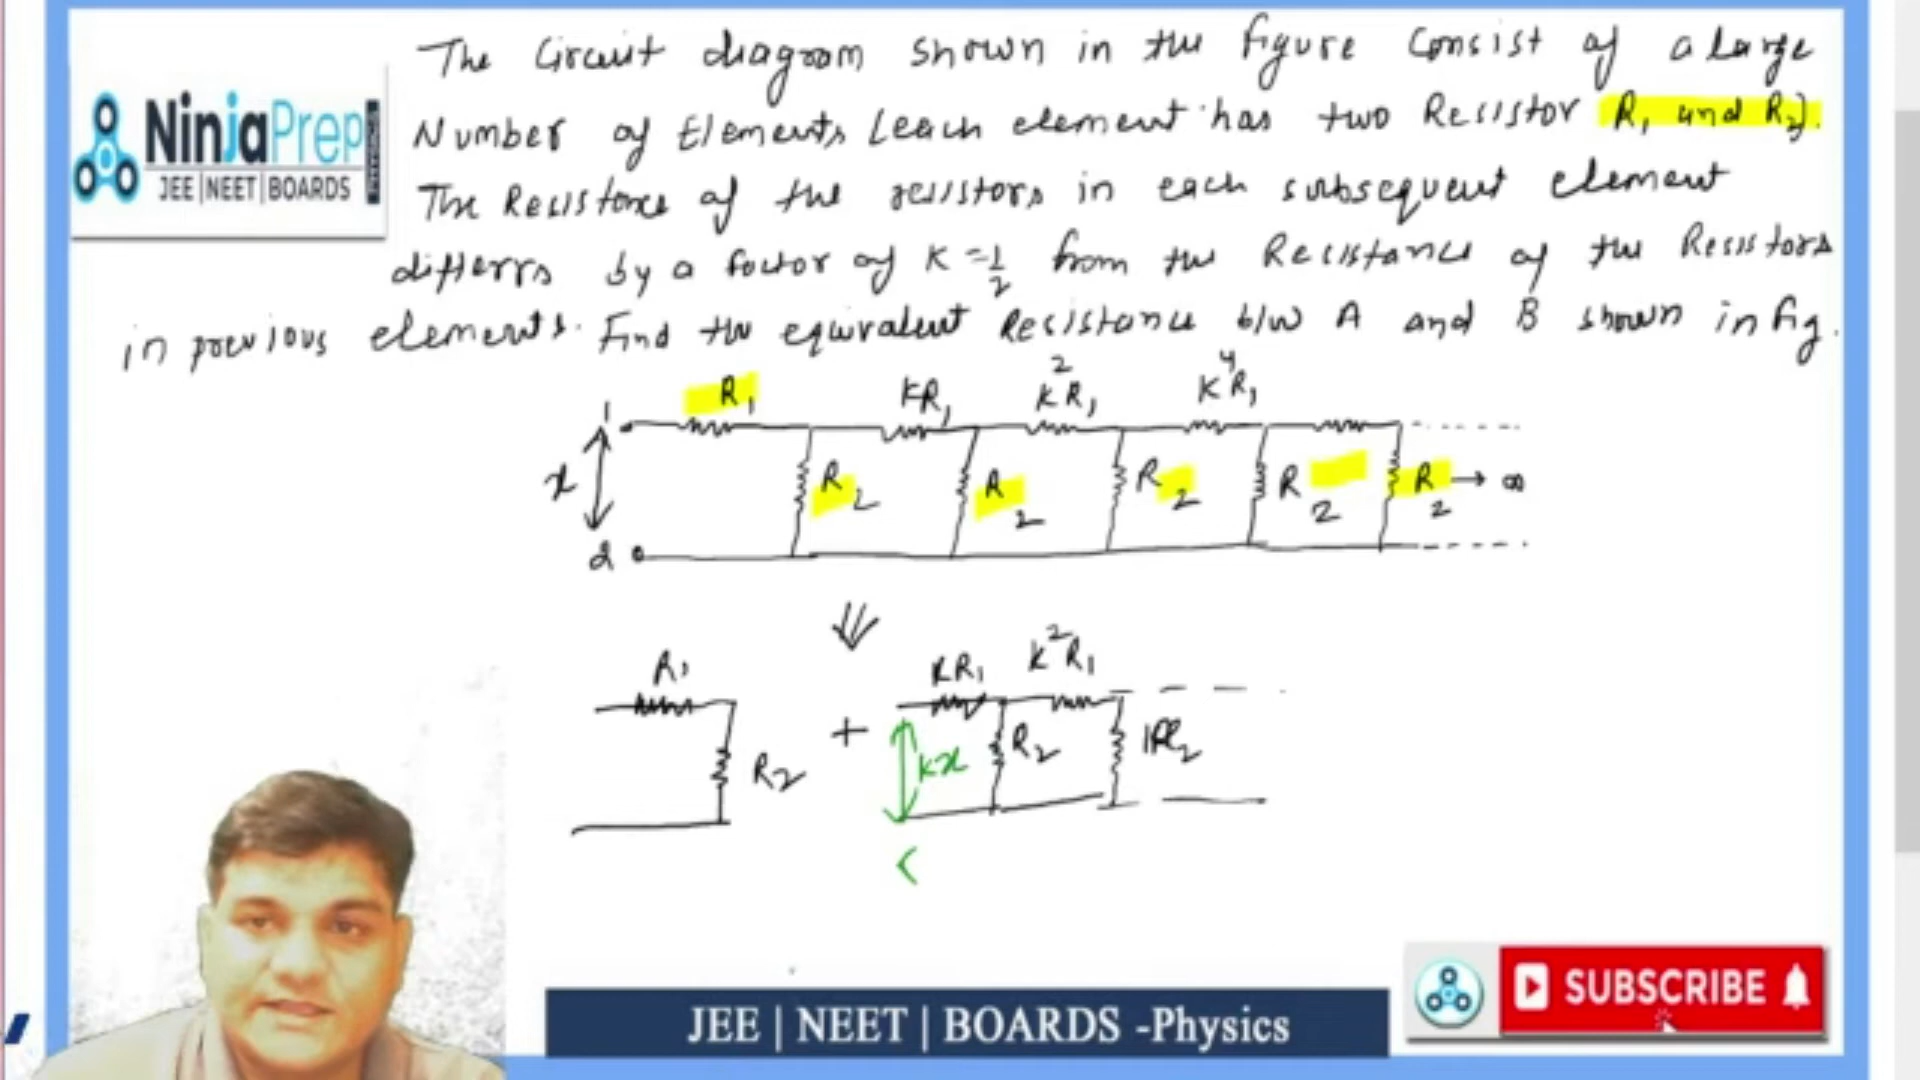 The Circuit diagram shown in the figure Consist of a large
NinjaPrep
JEE | NEET | BOARDS
PHYSICS
Number of Elements (each element has two Resistor R1 and R2).
The Resistance of the resistors in each subsequent element
differs by a factor of K = 1/2 from the Resistance of the Resistors
in previous elements. Find the equivalent Resistance b/w A and B shown in fig.
R1 KR1 K²R1 K⁴R1
1
x R2 R2 R2 R2 R2 → ∞
2
⇓
R1 KR1 K²R1
+ R2
R2 kx
JEE | NEET | BOARDS -Physics
SUBSCRIBE